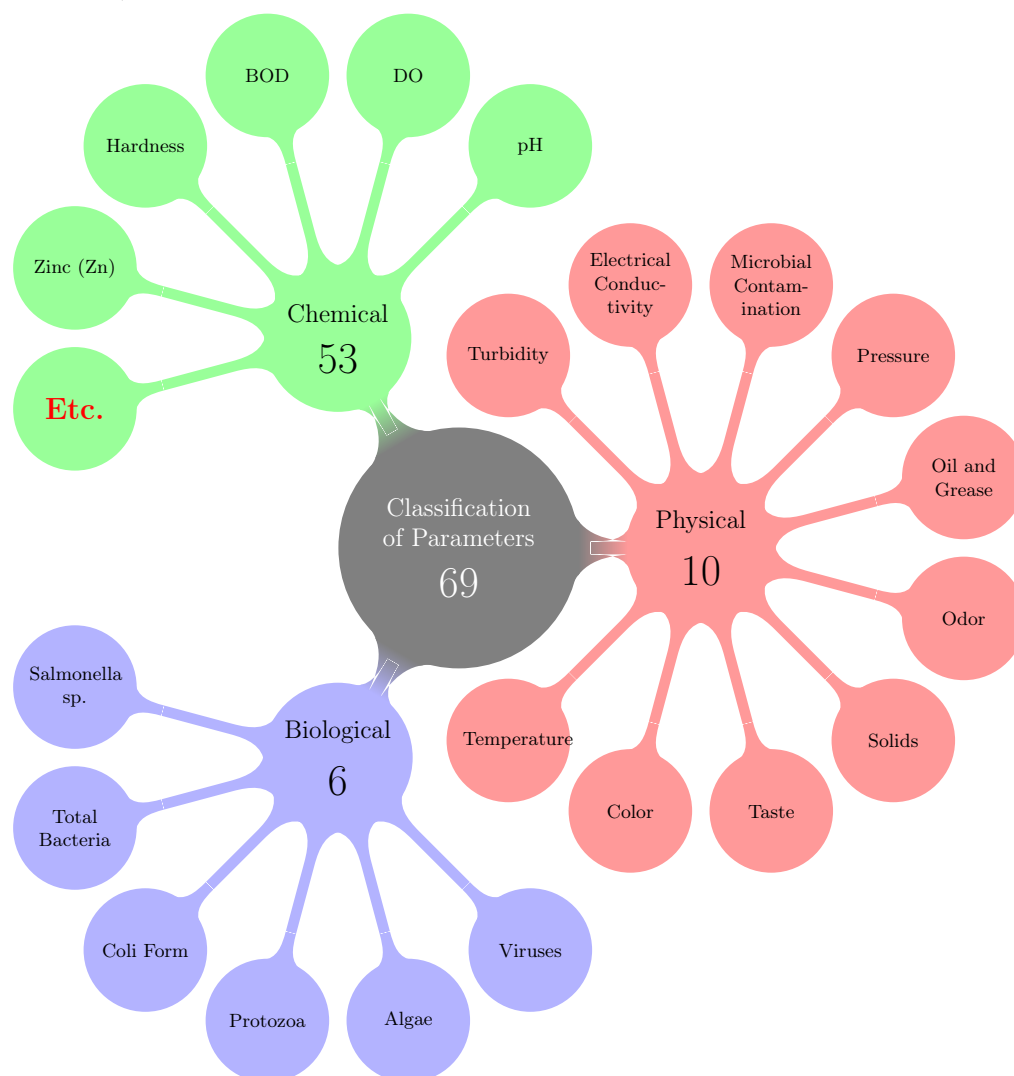 BOD
DO
Hardness
pH
Zinc (Zn)
Chemical
53
Etc.
Electrical
Conduc-
tivity
Microbial
Contam-
ination
Turbidity
Pressure
Oil and
Grease
Physical
10
Odor
Temperature
Solids
Color
Taste
Classification
of Parameters
69
Salmonella
sp.
Biological
6
Total
Bacteria
Coli Form
Viruses
Protozoa
Algae